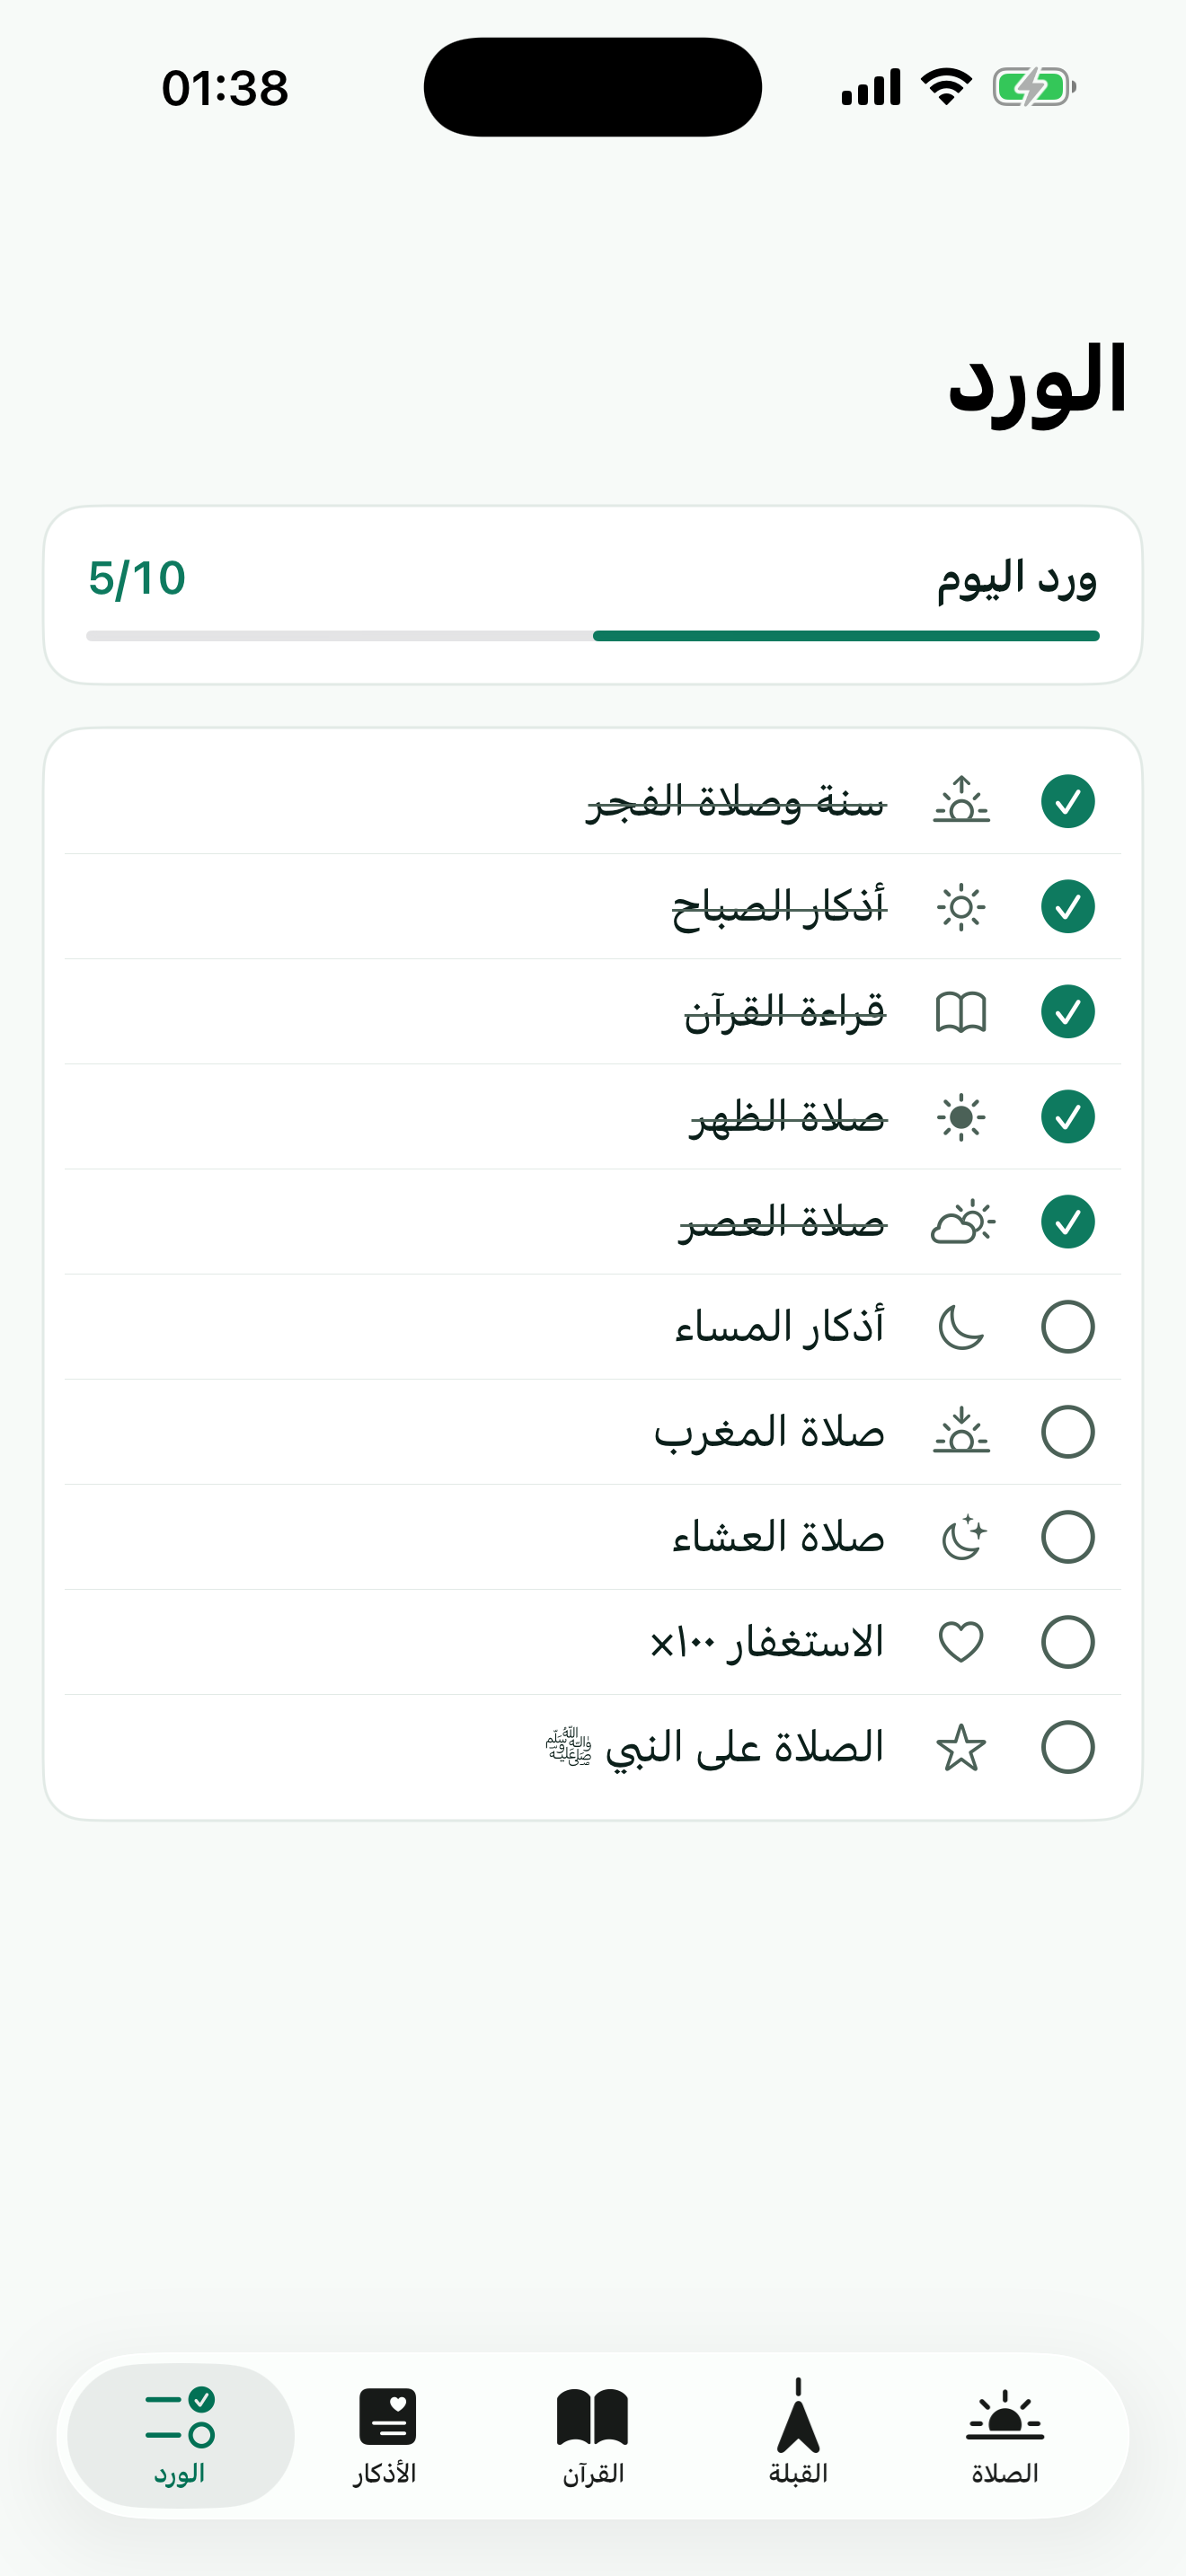 01:38
الورد
ورد اليوم
5/10
سنة وصلاة الفجر
أذكار الصباح
قراءة القرآن
صلاة الظهر
صلاة العصر
أذكار المساء
صلاة المغرب
صلاة العشاء
الاستغفار ١٠٠×
الصلاة على النبي ﷺ
الصلاة
القبلة
القرآن
الأذكار
الورد